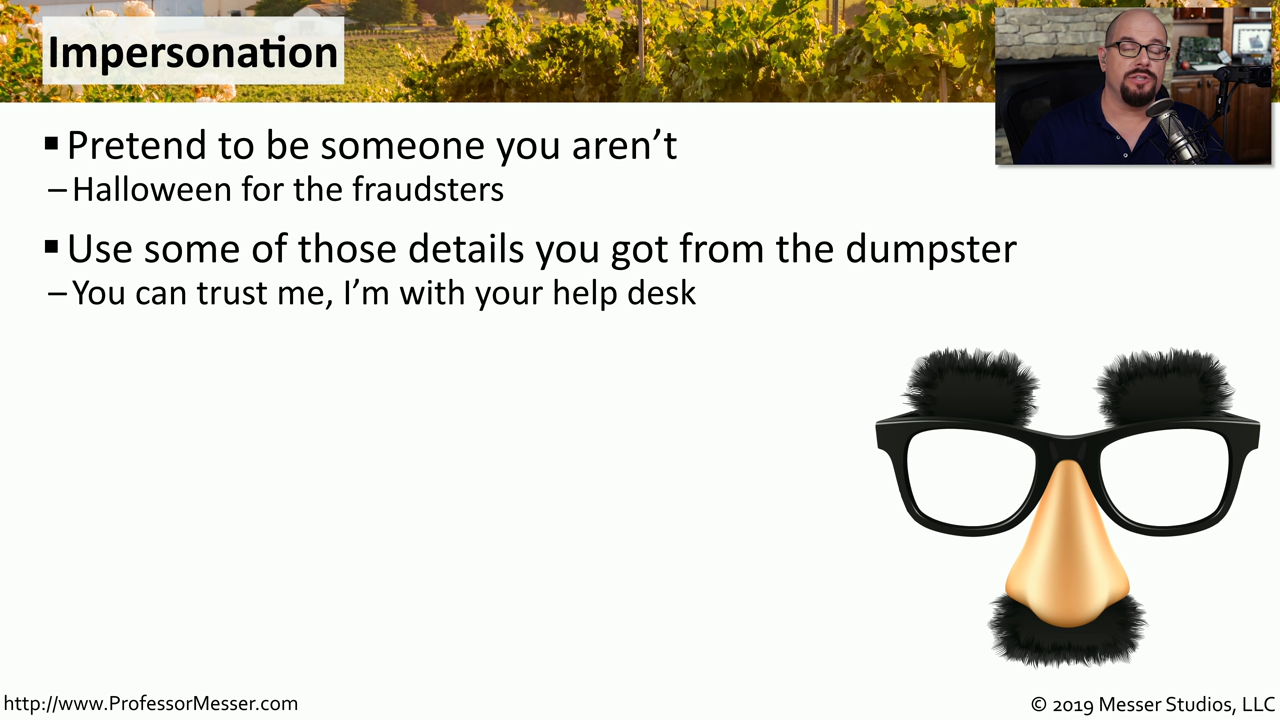 Impersonation
▪ Pretend to be someone you aren’t
– Halloween for the fraudsters
▪ Use some of those details you got from the dumpster
– You can trust me, I’m with your help desk
http://www.ProfessorMesser.com
© 2019 Messer Studios, LLC